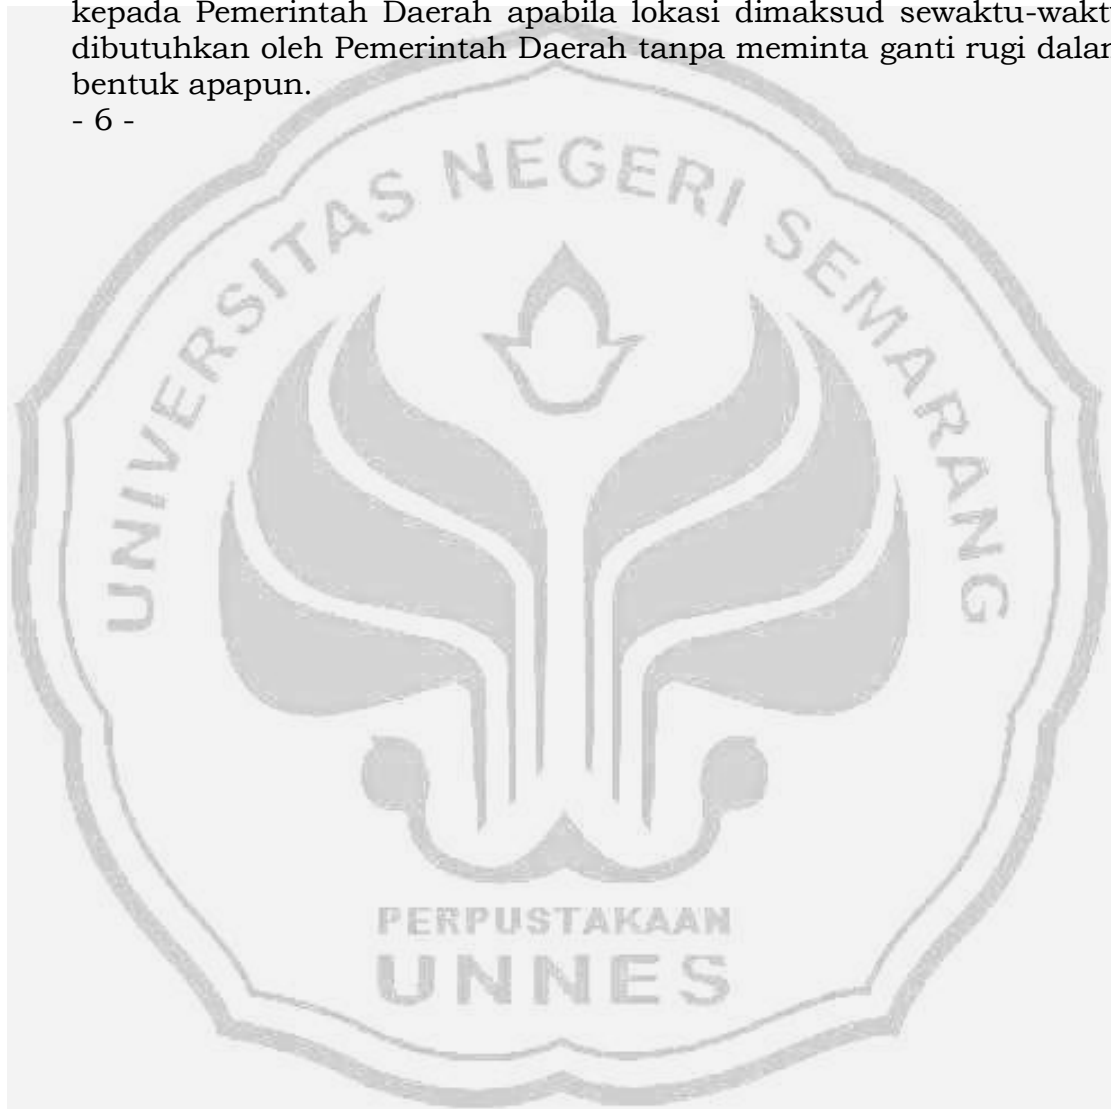 kepada Pemerintah Daerah apabila lokasi dimaksud sewaktu-wakt
dibutuhkan oleh Pemerintah Daerah tanpa meminta ganti rugi dalam
bentuk apapun.
- 6 -
UNIVERSITAS NEGERI SEMARANG
PERPUSTAKAAN
UNNES